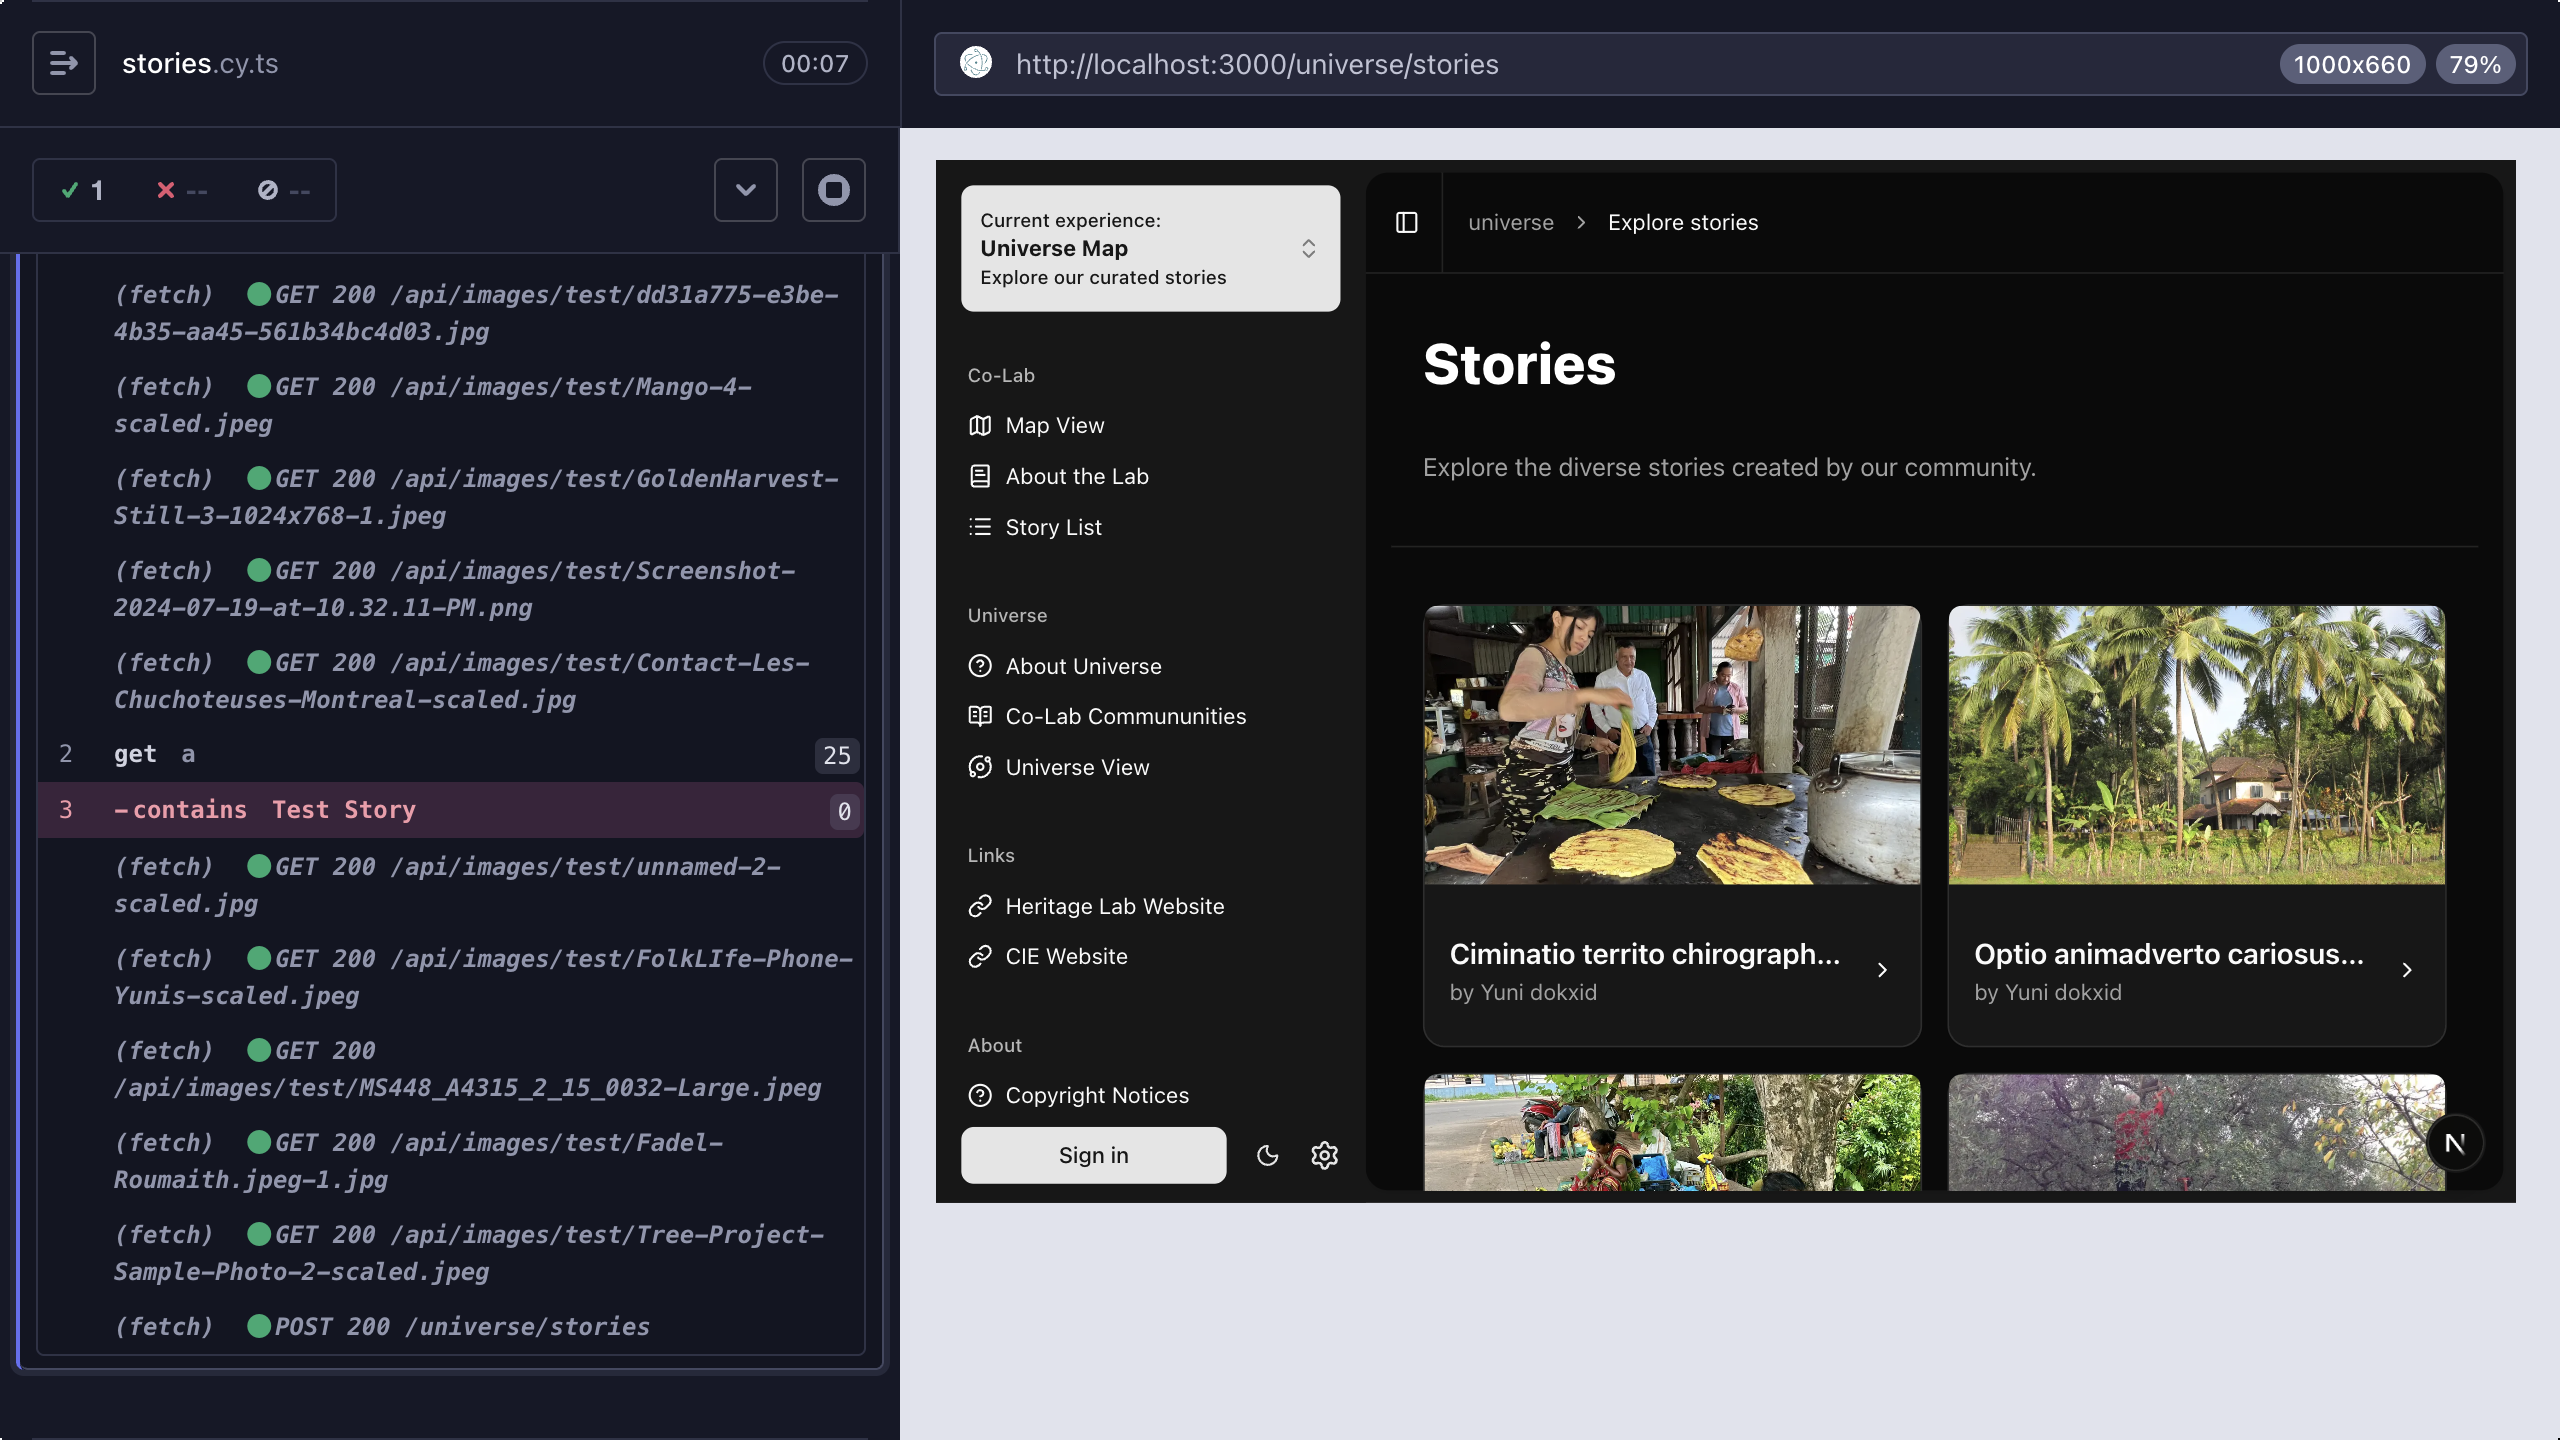 stories.cy.ts
00:07
1 -- --
(fetch) GET 200 /api/images/test/dd31a775-e3be-
4b35-aa45-561b34bc4d03.jpg
(fetch) GET 200 /api/images/test/Mango-4-
scaled.jpeg
(fetch) GET 200 /api/images/test/GoldenHarvest-
Still-3-1024x768-1.jpeg
(fetch) GET 200 /api/images/test/Screenshot-
2024-07-19-at-10.32.11-PM.png
(fetch) GET 200 /api/images/test/Contact-Les-
Chuchoteuses-Montreal-scaled.jpg
2 get a 25
3 -contains Test Story 0
(fetch) GET 200 /api/images/test/unnamed-2-
scaled.jpg
(fetch) GET 200 /api/images/test/FolkLIfe-Phone-
Yunis-scaled.jpeg
(fetch) GET 200
/api/images/test/MS448_A4315_2_15_0032-Large.jpeg
(fetch) GET 200 /api/images/test/Fadel-
Roumaith.jpeg-1.jpg
(fetch) GET 200 /api/images/test/Tree-Project-
Sample-Photo-2-scaled.jpeg
(fetch) POST 200 /universe/stories
http://localhost:3000/universe/stories
1000x660 79%
Current experience:
Universe Map
Explore our curated stories
Co-Lab
Map View
About the Lab
Story List
Universe
About Universe
Co-Lab Commununities
Universe View
Links
Heritage Lab Website
CIE Website
About
Copyright Notices
Sign in
universe > Explore stories
Stories
Explore the diverse stories created by our community.
Ciminatio territo chirograph...
by Yuni dokxid
Optio animadverto cariosus...
by Yuni dokxid
N